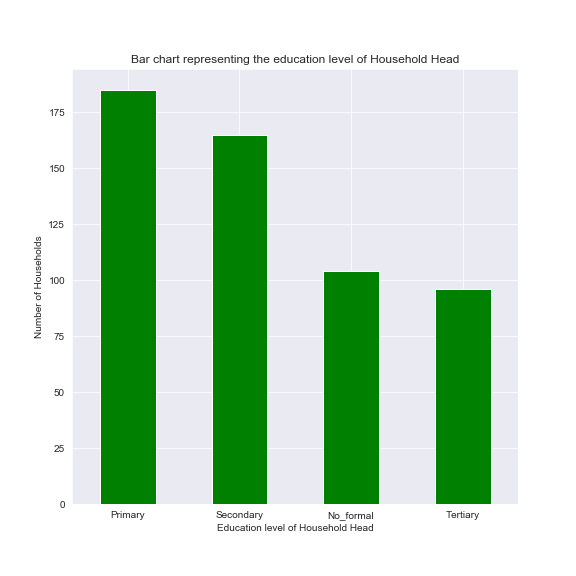 Bar chart representing the education level of Household Head
Number of Households
175
150
125
100
75
50
25
0
Primary Secondary No_formal Tertiary
Education level of Household Head